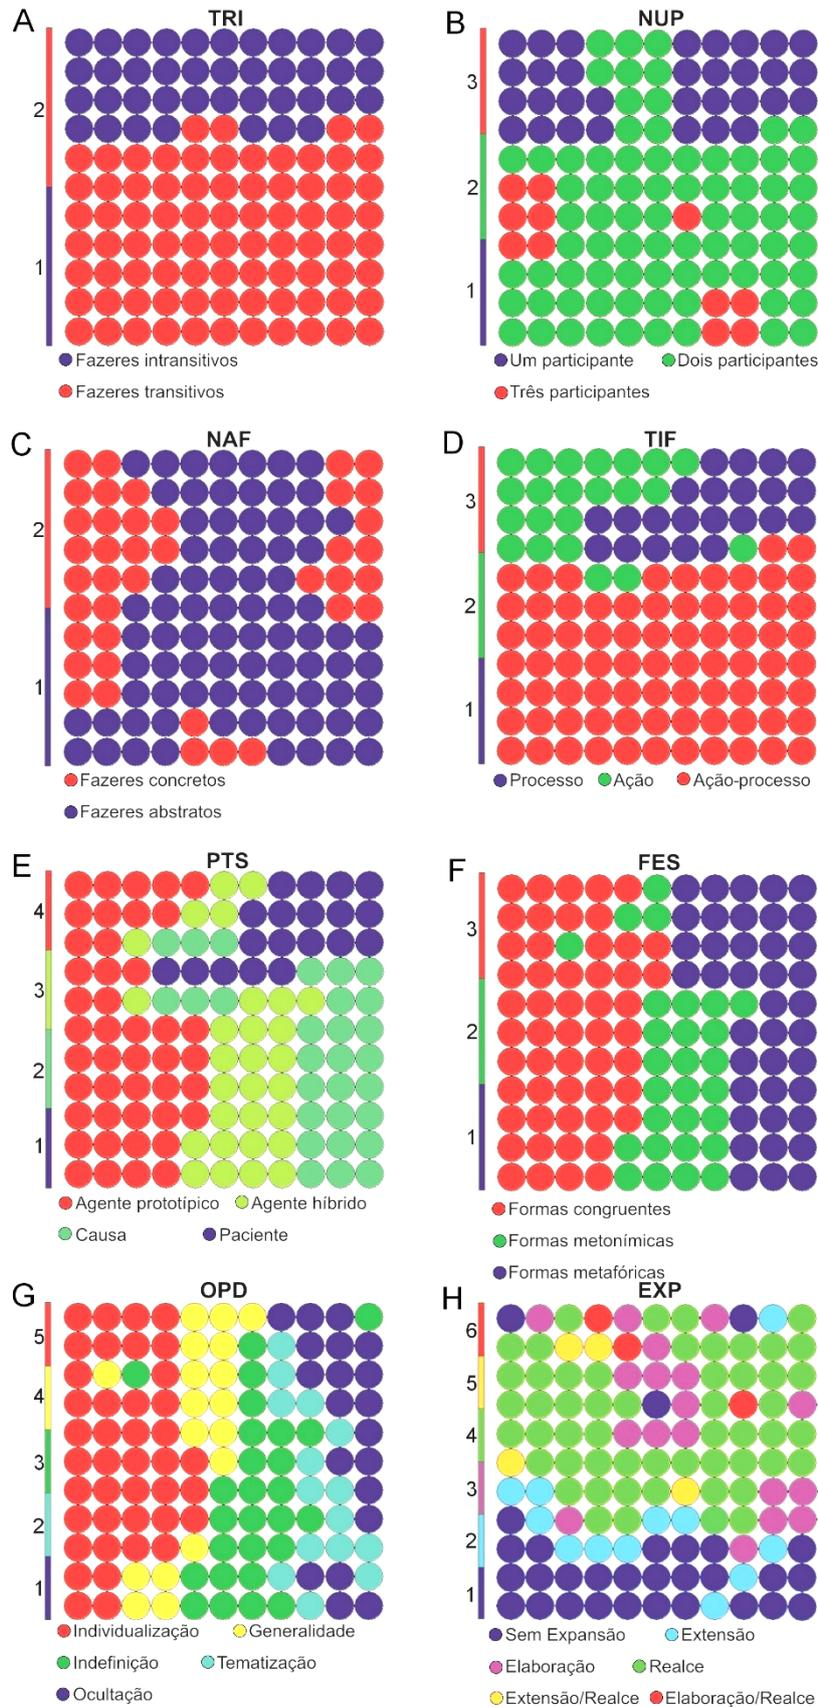 A
TRI
2
1
Fazeres intransitivos
Fazeres transitivos
B
NUP
3
2
1
Um participante
Dois participantes
Três participantes
C
NAF
2
1
Fazeres concretos
Fazeres abstratos
D
TIF
3
2
1
Processo
Ação
Ação-processo
E
PTS
4
3
2
1
Agente prototípico
Agente híbrido
Causa
Paciente
F
FES
3
2
1
Formas congruentes
Formas metonímicas
Formas metafóricas
G
OPD
5
4
3
2
1
Individualização
Generalidade
Indefinição
Tematização
Ocultação
H
EXP
6
5
4
3
2
1
Sem Expansão
Extensão
Elaboração
Realce
Extensão/Realce
Elaboração/Realce